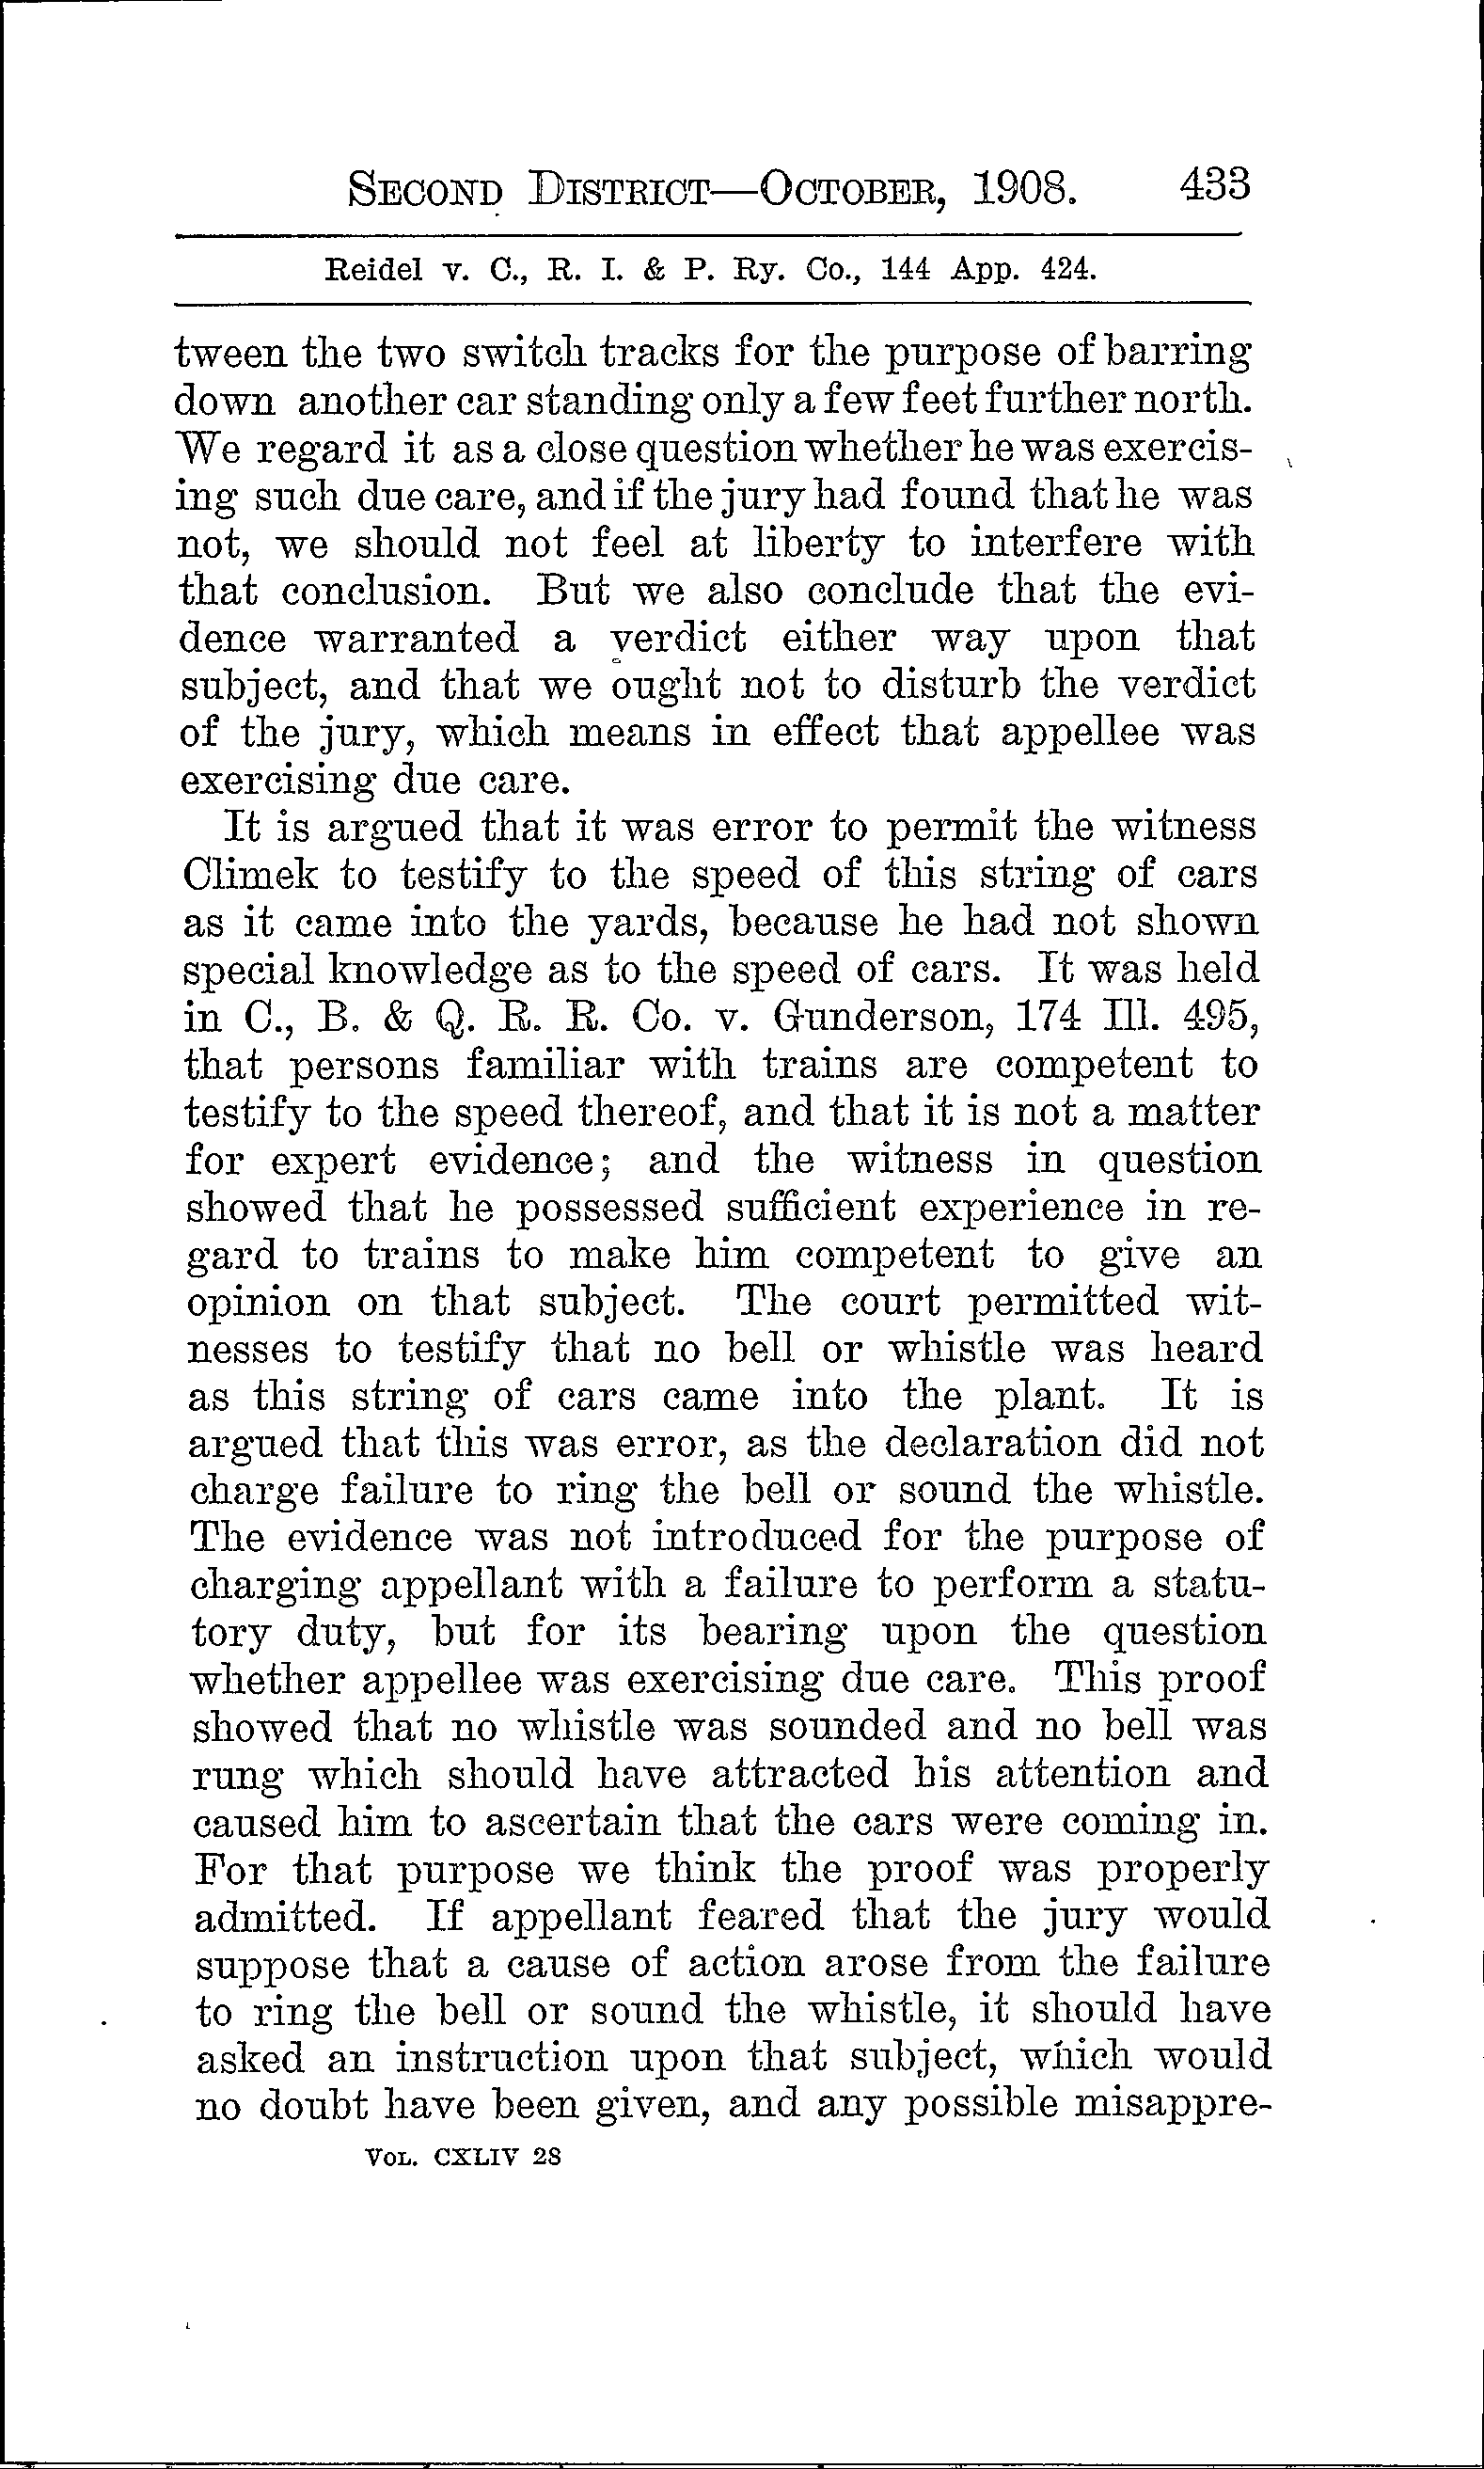 SECOND DISTRICT—OCTOBER, 1908. 433
Reidel v. C., R. I. & P. Ry. Co., 144 App. 424.
tween the two switch tracks for the purpose of barring
down another car standing only a few feet further north.
We regard it as a close question whether he was exercis-
ing such due care, and if the jury had found that he was
not, we should not feel at liberty to interfere with
that conclusion. But we also conclude that the evi-
dence warranted a verdict either way upon that
subject, and that we ought not to disturb the verdict
of the jury, which means in effect that appellee was
exercising due care.
It is argued that it was error to permit the witness
Climek to testify to the speed of this string of cars
as it came into the yards, because he had not shown
special knowledge as to the speed of cars. It was held
in C., B. & Q. R. R. Co. v. Gunderson, 174 Ill. 495,
that persons familiar with trains are competent to
testify to the speed thereof, and that it is not a matter
for expert evidence; and the witness in question
showed that he possessed sufficient experience in re-
gard to trains to make him competent to give an
opinion on that subject. The court permitted wit-
nesses to testify that no bell or whistle was heard
as this string of cars came into the plant. It is
argued that this was error, as the declaration did not
charge failure to ring the bell or sound the whistle.
The evidence was not introduced for the purpose of
charging appellant with a failure to perform a statu-
tory duty, but for its bearing upon the question
whether appellee was exercising due care. This proof
showed that no whistle was sounded and no bell was
rung which should have attracted his attention and
caused him to ascertain that the cars were coming in.
For that purpose we think the proof was properly
admitted. If appellant feared that the jury would
suppose that a cause of action arose from the failure
to ring the bell or sound the whistle, it should have
asked an instruction upon that subject, which would
no doubt have been given, and any possible misappre-
VOL. CXLIV 28